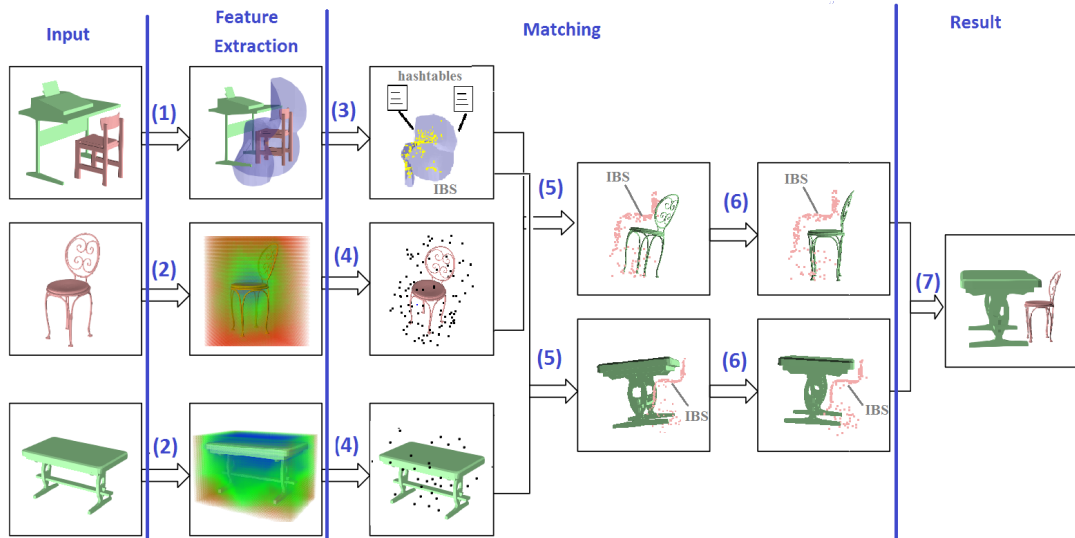 Input
Feature
Extraction
Matching
Result
(1)
(3)
hashtables
IBS
(2)
(4)
(5)
IBS
(6)
IBS
(7)
(5)
IBS
(6)
IBS
(2)
(4)